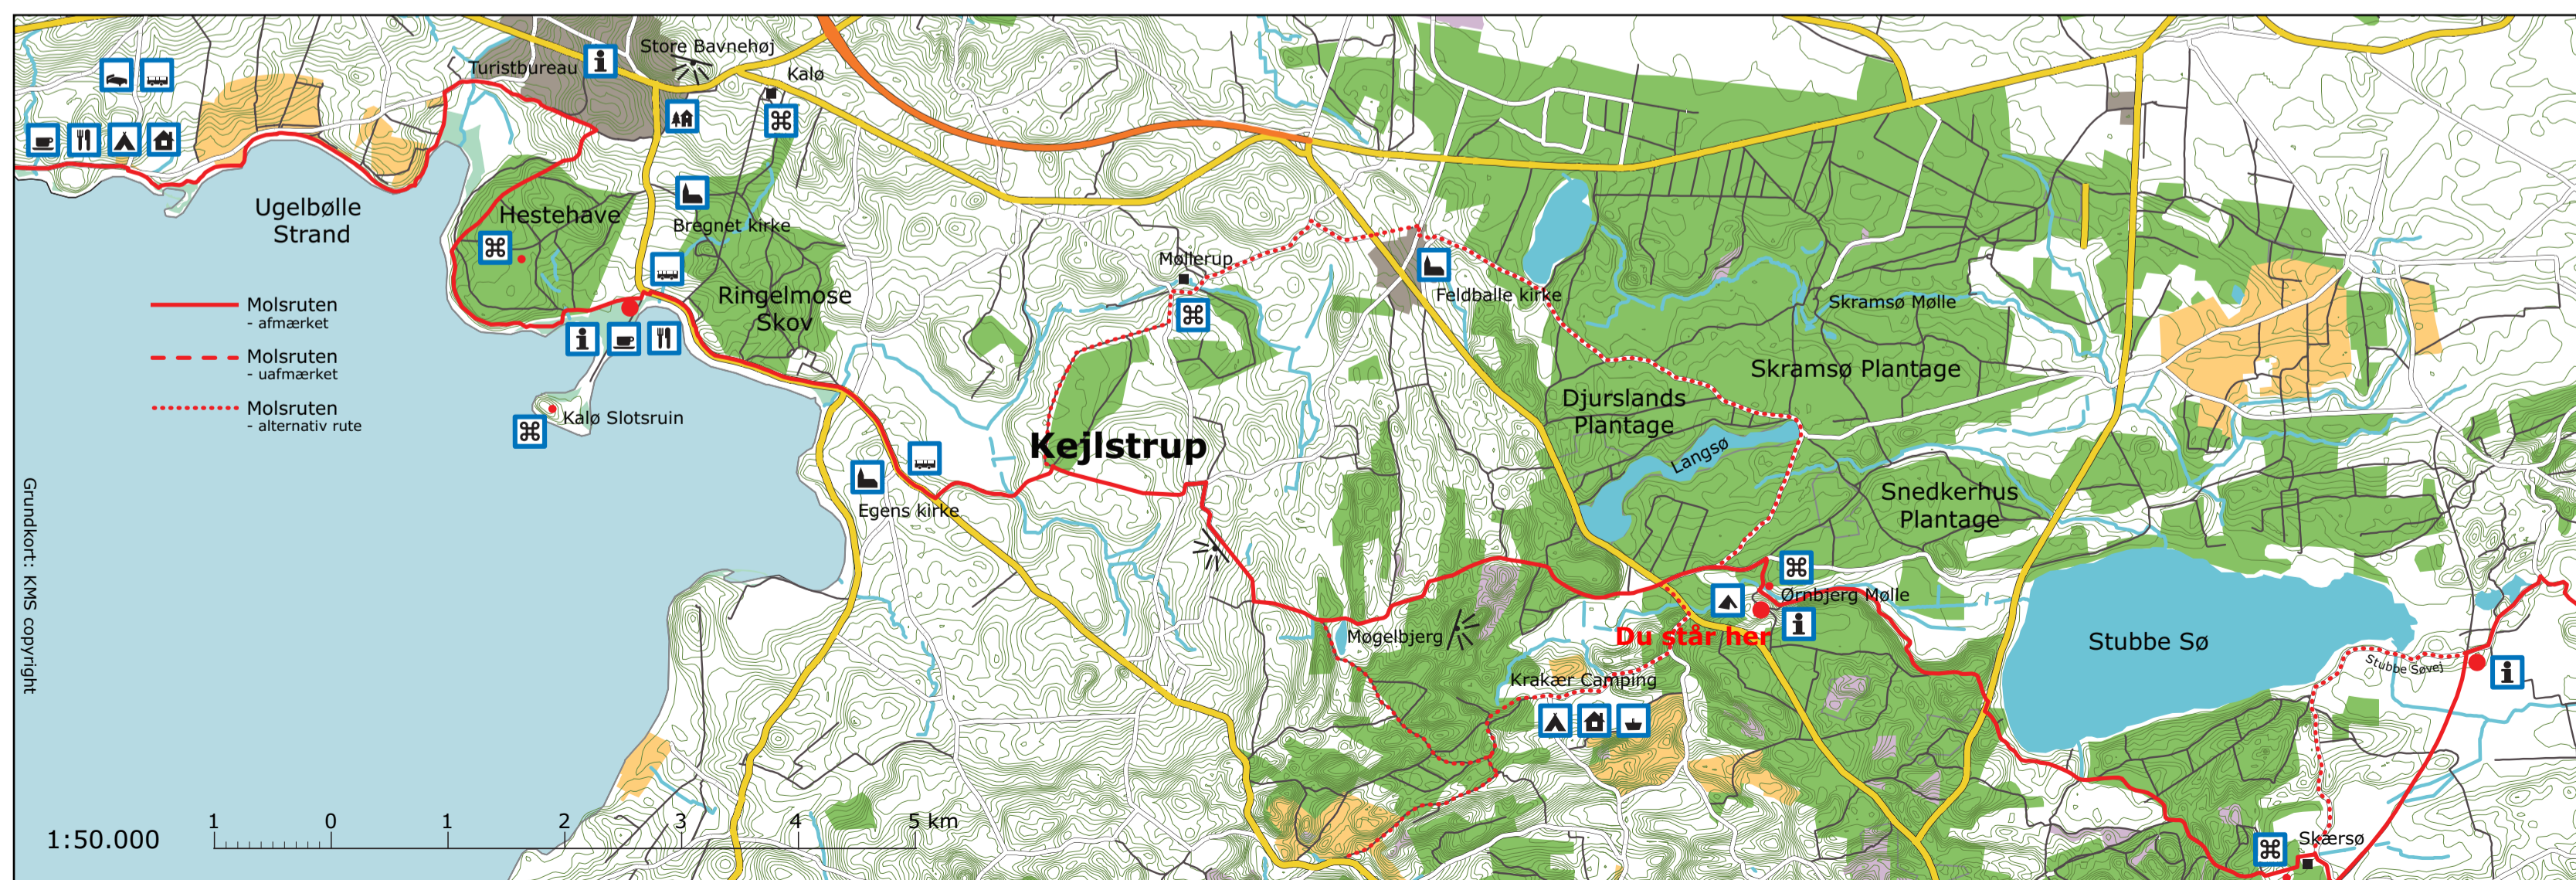 Store Bavnehøj
Turistbureau
Kalø
Ugelbølle
Strand
Hestehave
Bregnet kirke
Ringelmose
Skov
Møllerup
Feldballe kirke
Skramsø Mølle
Molsruten
- afmærket
Molsruten
- uafmærket
Molsruten
- alternativ rute
Kalø Slotsruin
Kejlstrup
Egens kirke
Djurslands
Plantage
Skramsø Plantage
Langsø
Snedkerhus
Plantage
Ørnbjerg Mølle
Du står her
Møgelbjerg
Krakær Camping
Stubbe Sø
Stubbe Søvej
Skærsø
Grundkort: KMS copyright
1:50.000
1 0 1 2 3 4 5 km